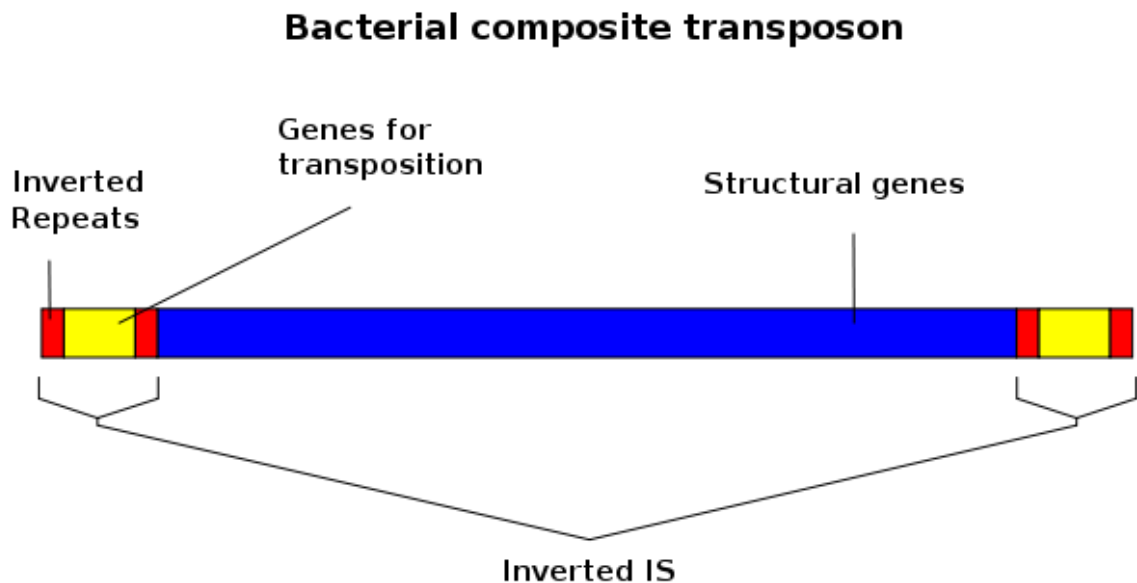 Bacterial composite transposon
Genes for
transposition
Inverted
Repeats
Structural genes
Inverted IS